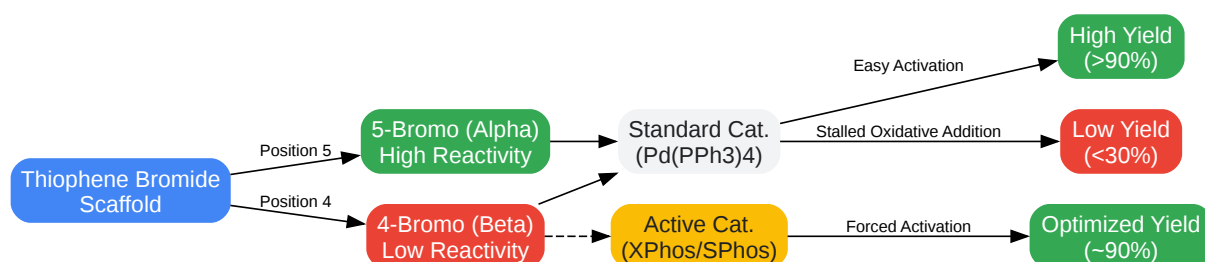 Thiophene Bromide
Scaffold
Position 5
Position 4
5-Bromo (Alpha)
High Reactivity
4-Bromo (Beta)
Low Reactivity
Standard Cat.
(Pd(PPh3)4)
Active Cat.
(XPhos/SPhos)
Easy Activation
Stalled Oxidative Addition
Forced Activation
High Yield
(>90%)
Low Yield
(<30%)
Optimized Yield
(~90%)